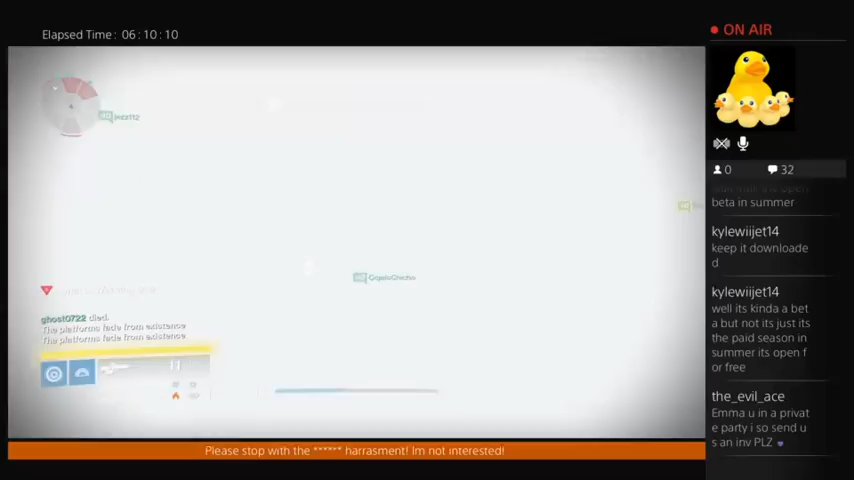 Elapsed Time: 06:10:10
ON AIR
0
32
beta in summer
kylewiijet14
keep it downloade
d
kylewiijet14
well its kinda a bet
a but not its just its
the paid season in
summer its open f
or free
the_evil_ace
Emma u in a privat
e party i so send u
s an inv PLZ
ghost0722 died.
The platforms fade from existence
The platforms fade from existence
11
Please stop with the ****** harrasment! Im not interested!